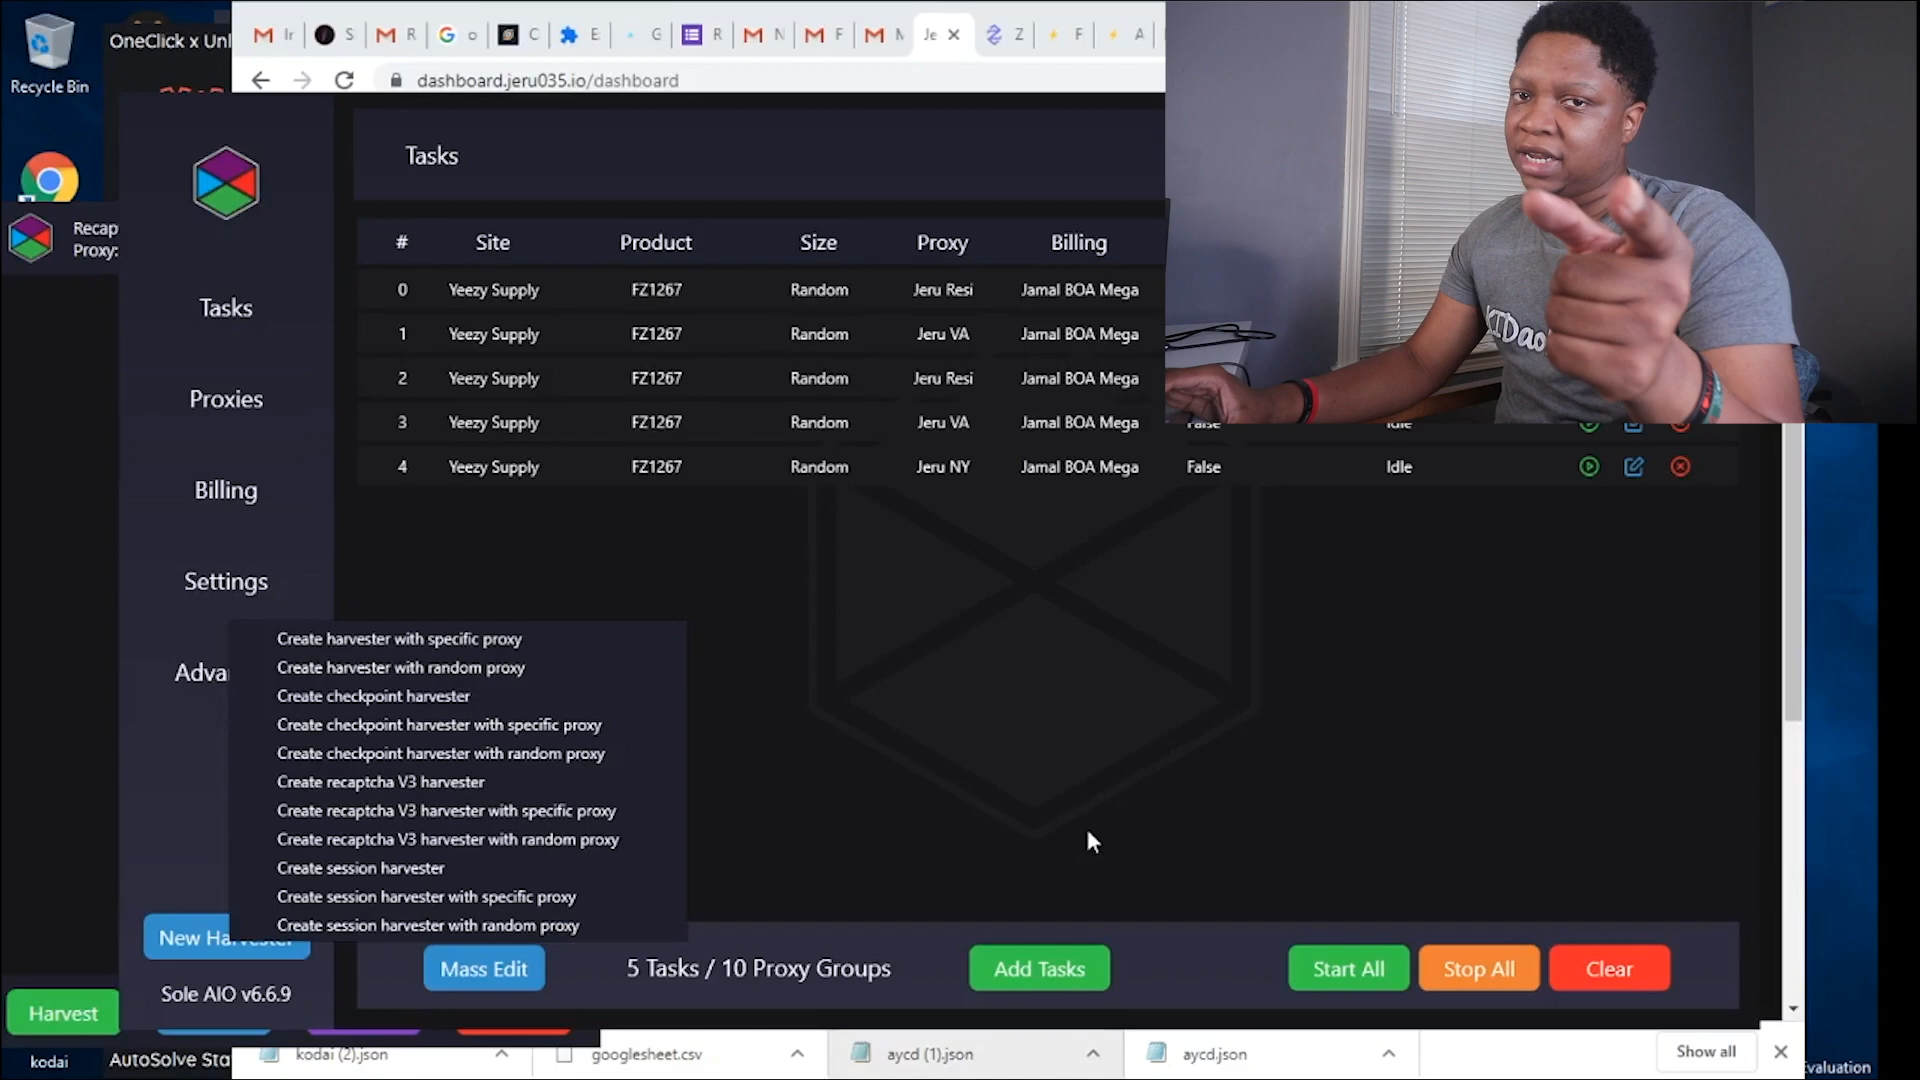 Recycle Bin
OneClick x Unl
Ir
S
R
G o
C
E
G
R
N
F
M
Je
Z
F
A
dashboard.jeru035.io/dashboard
Recap
Proxy:
Tasks
Proxies
Billing
Settings
Adva
Tasks
# Site Product Size Proxy Billing
0 Yeezy Supply FZ1267 Random Jeru Resi Jamal BOA Mega
1 Yeezy Supply FZ1267 Random Jeru VA Jamal BOA Mega
2 Yeezy Supply FZ1267 Random Jeru Resi Jamal BOA Mega
3 Yeezy Supply FZ1267 Random Jeru VA Jamal BOA Mega False Idle
4 Yeezy Supply FZ1267 Random Jeru NY Jamal BOA Mega False Idle
Create harvester with specific proxy
Create harvester with random proxy
Create checkpoint harvester
Create checkpoint harvester with specific proxy
Create checkpoint harvester with random proxy
Create recaptcha V3 harvester
Create recaptcha V3 harvester with specific proxy
Create recaptcha V3 harvester with random proxy
Create session harvester
Create session harvester with specific proxy
Create session harvester with random proxy
New Harvester
Sole AIO v6.6.9
Mass Edit
5 Tasks / 10 Proxy Groups
Add Tasks
Start All
Stop All
Clear
Harvest
kodai
AutoSolve Sta
kodai (2).json
googlesheet.csv
aycd (1).json
aycd.json
Show all
valuation